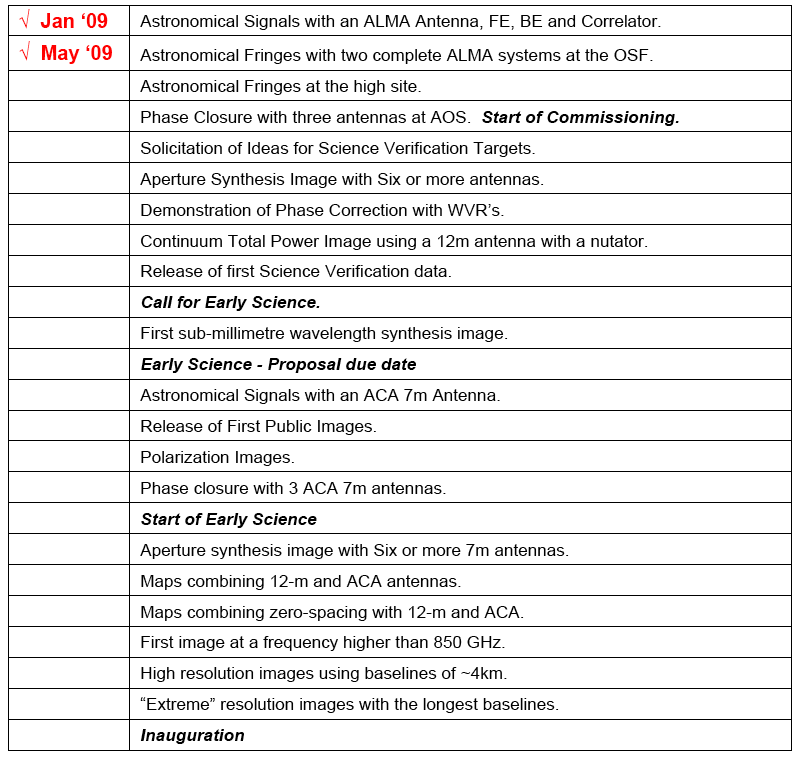 √ Jan ‘09 Astronomical Signals with an ALMA Antenna, FE, BE and Correlator.
√ May ‘09 Astronomical Fringes with two complete ALMA systems at the OSF.
Astronomical Fringes at the high site.
Phase Closure with three antennas at AOS. Start of Commissioning.
Solicitation of Ideas for Science Verification Targets.
Aperture Synthesis Image with Six or more antennas.
Demonstration of Phase Correction with WVR’s.
Continuum Total Power Image using a 12m antenna with a nutator.
Release of first Science Verification data.
Call for Early Science.
First sub-millimetre wavelength synthesis image.
Early Science - Proposal due date
Astronomical Signals with an ACA 7m Antenna.
Release of First Public Images.
Polarization Images.
Phase closure with 3 ACA 7m antennas.
Start of Early Science
Aperture synthesis image with Six or more 7m antennas.
Maps combining 12-m and ACA antennas.
Maps combining zero-spacing with 12-m and ACA.
First image at a frequency higher than 850 GHz.
High resolution images using baselines of ~4km.
“Extreme” resolution images with the longest baselines.
Inauguration